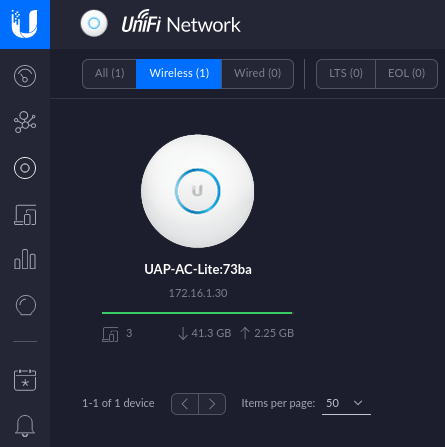 UniFi Network
All (1) Wireless (1) Wired (0) LTS (0) EOL (0)
UAP-AC-Lite:73ba
172.16.1.30
3 41.3 GB 2.25 GB
1-1 of 1 device Items per page: 50